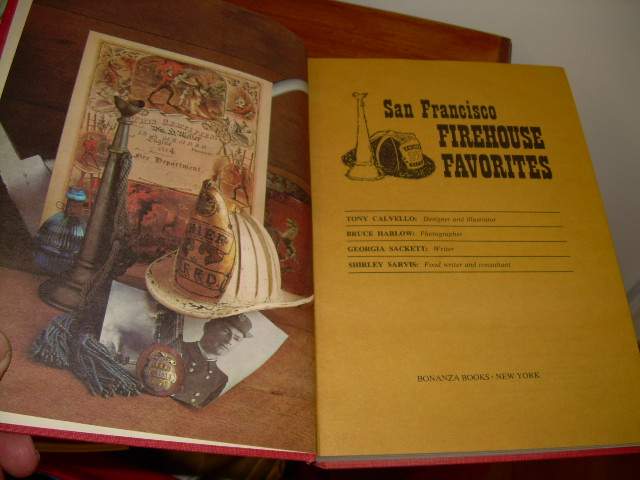 Fire Department
San Francisco
FIREHOUSE
FAVORITES
TONY CALVELLO: Designer and illustrator
BRUCE HARLOW: Photographer
GEORGIA SACKETT: Writer
SHIRLEY SARVIS: Food writer and consultant
BONANZA BOOKS · NEW YORK